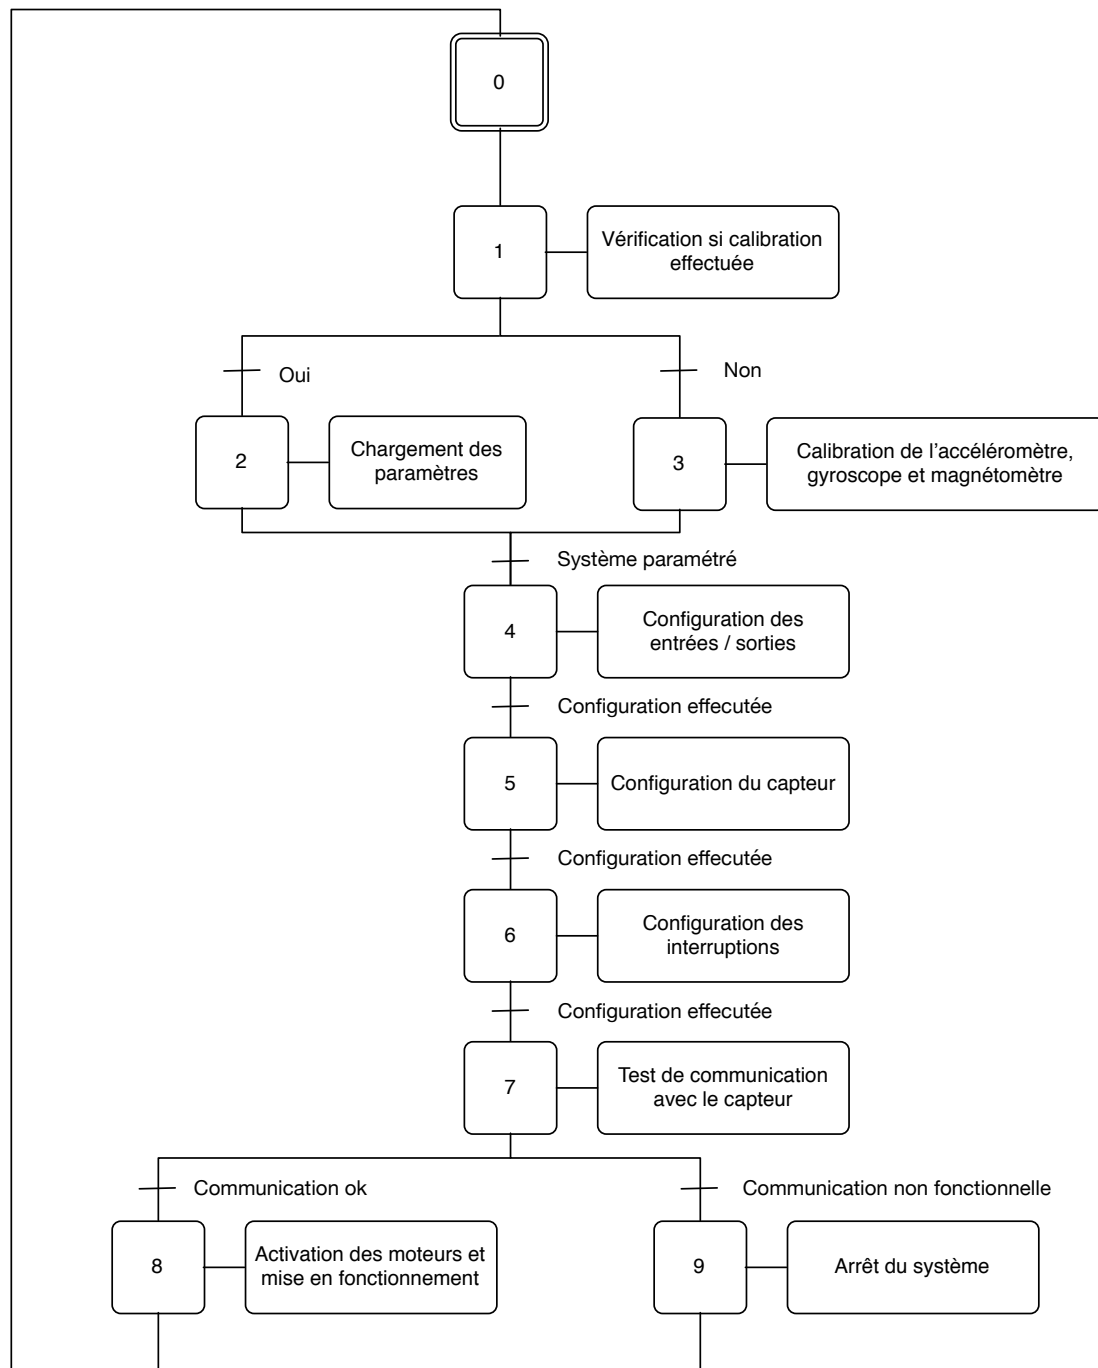 0
1
Vérification si calibration
effectuée
Oui
Non
2
Chargement des
paramètres
3
Calibration de l'accéléromètre,
gyroscope et magnétomètre
Système paramétré
4
Configuration des
entrées / sorties
Configuration effecutée
5
Configuration du capteur
Configuration effecutée
6
Configuration des
interruptions
Configuration effecutée
7
Test de communication
avec le capteur
Communication ok
Communication non fonctionnelle
8
Activation des moteurs et
mise en fonctionnement
9
Arrêt du système